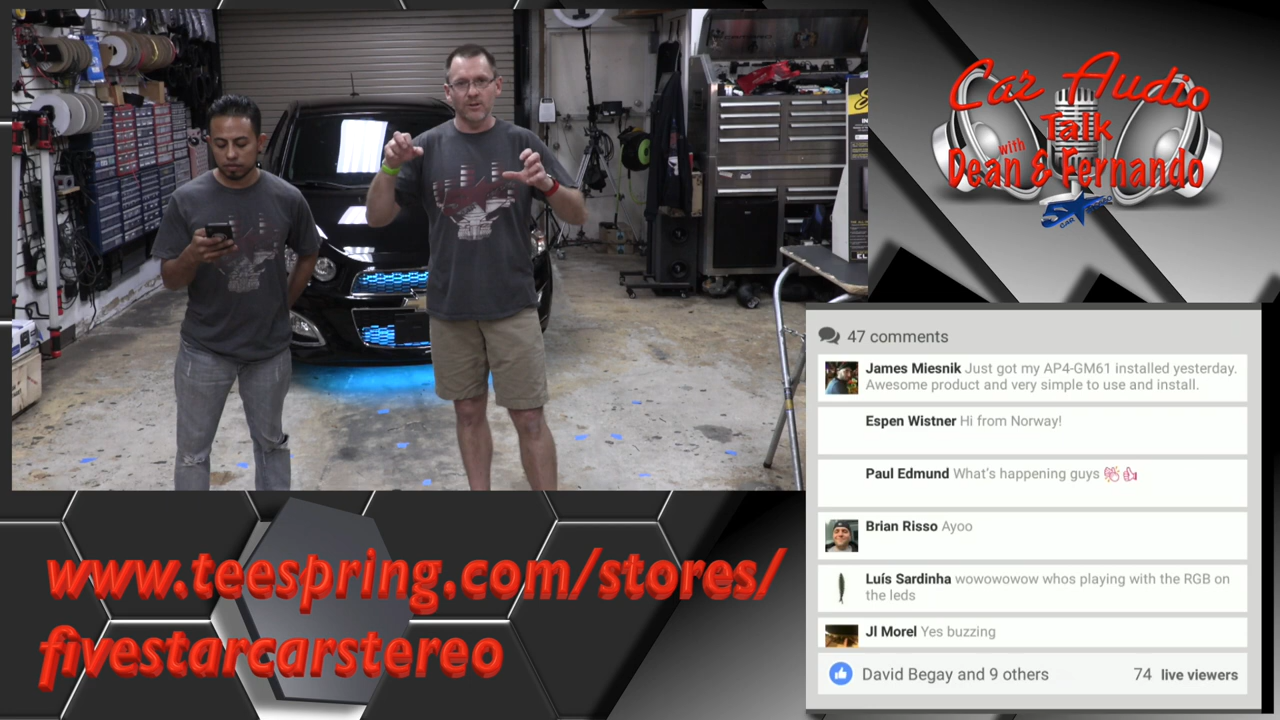 Car Audio
Talk
with
Dean & Fernando
47 comments
James Miesnik Just got my AP4-GM61 installed yesterday.
Awesome product and very simple to use and install.
Espen Wistner Hi from Norway!
Paul Edmund What's happening guys
Brian Risso Ayoo
Luís Sardinha wowowowow whos playing with the RGB on
the leds
Jl Morel Yes buzzing
David Begay and 9 others 74 live viewers
www.teespring.com/stores/
fivestarcarstereo